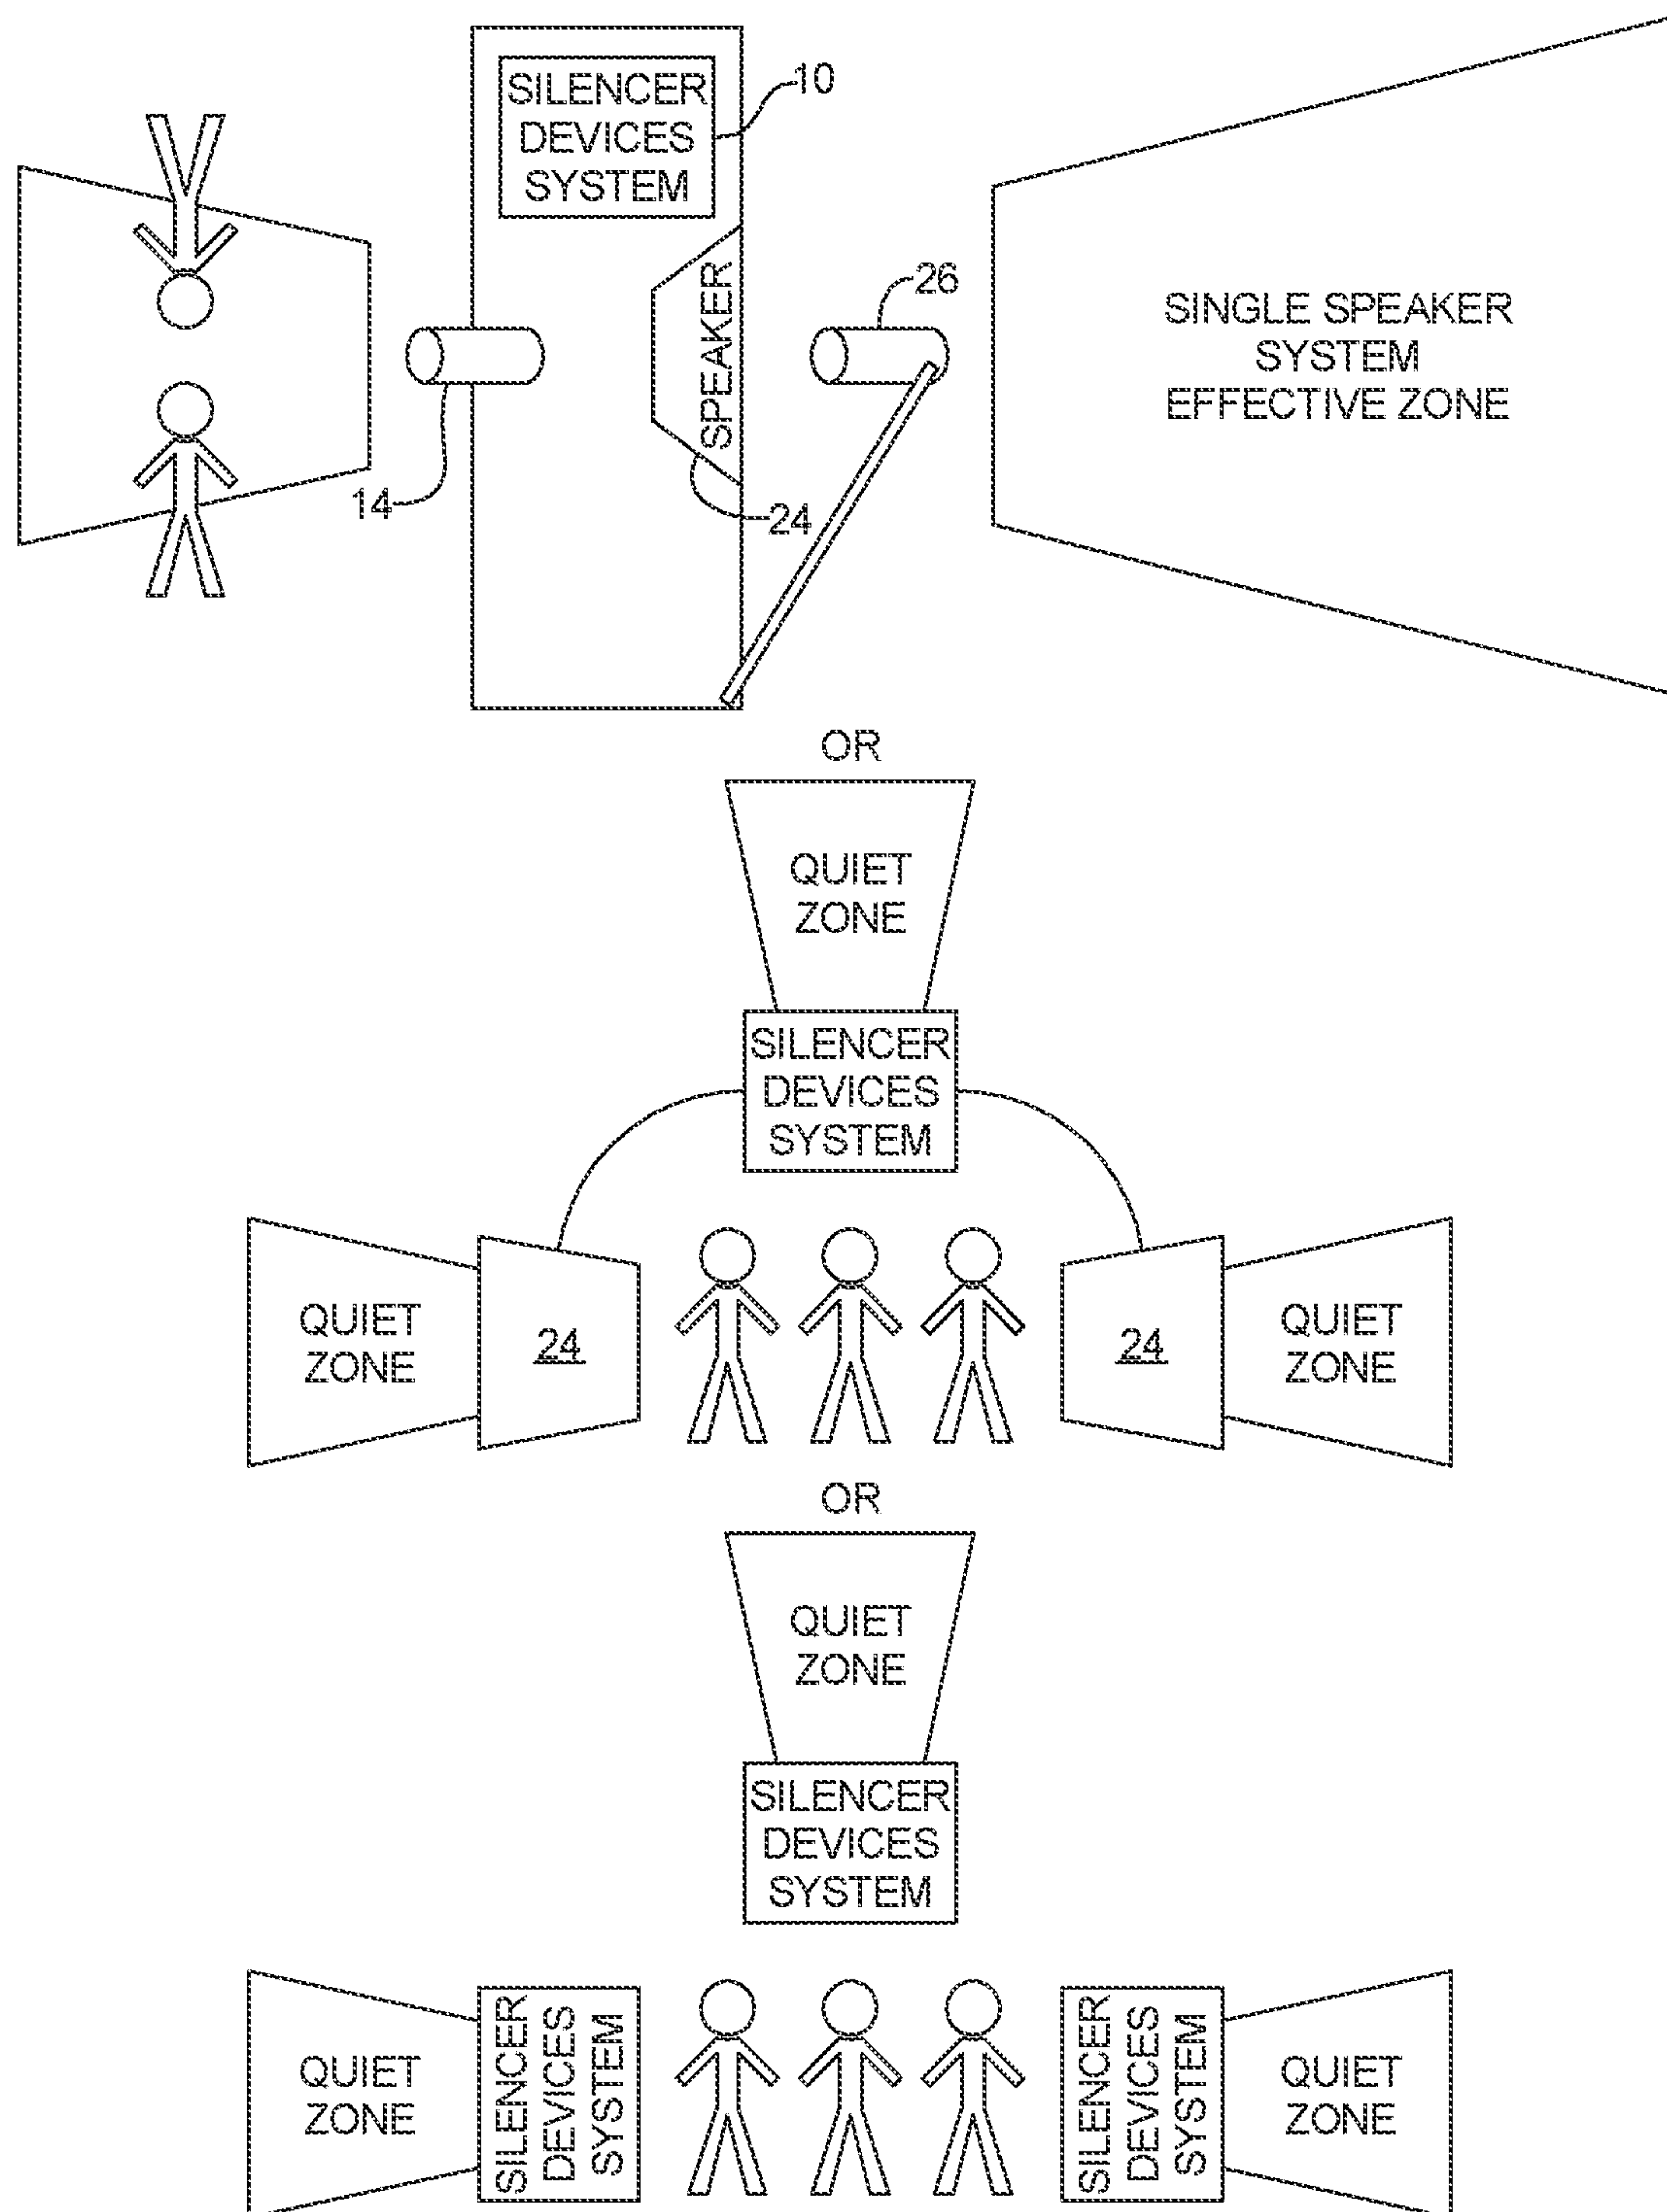 SILENCER
DEVICES
SYSTEM
10
SPEAKER
26
14
24
SINGLE SPEAKER
SYSTEM
EFFECTIVE ZONE
OR
QUIET
ZONE
SILENCER
DEVICES
SYSTEM
QUIET
ZONE
24
24
QUIET
ZONE
OR
QUIET
ZONE
SILENCER
DEVICES
SYSTEM
QUIET
ZONE
SILENCER
DEVICES
SYSTEM
SILENCER
DEVICES
SYSTEM
QUIET
ZONE